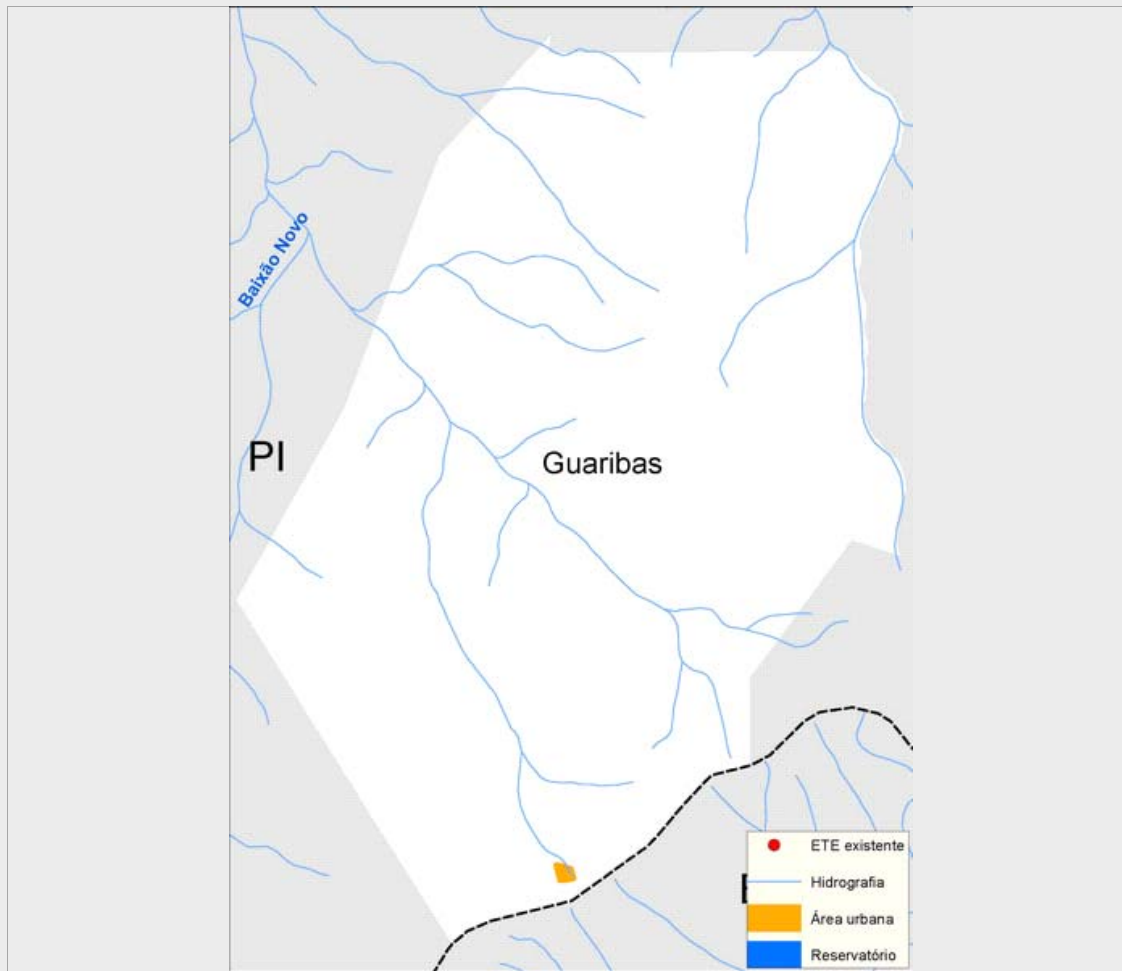 Baixão Novo
PI
Guaribas
ETE existente
Hidrografia
Área urbana
Reservatório